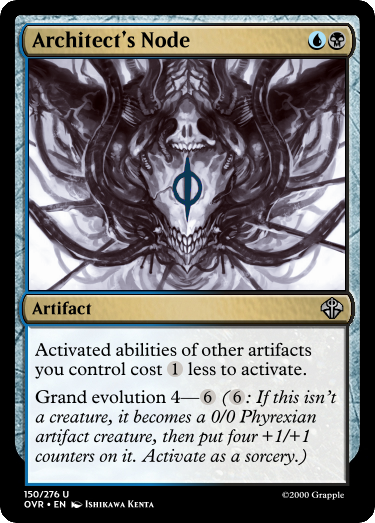 Architect's Node
Artifact
Activated abilities of other artifacts
you control cost 1 less to activate.
Grand evolution 4— 6 ( 6 : If this isn't
a creature, it becomes a 0/0 Phyrexian
artifact creature, then put four +1/+1
counters on it. Activate as a sorcery.)
150/276 U
OVR • EN Ishikawa Kenta
©2000 Grapple